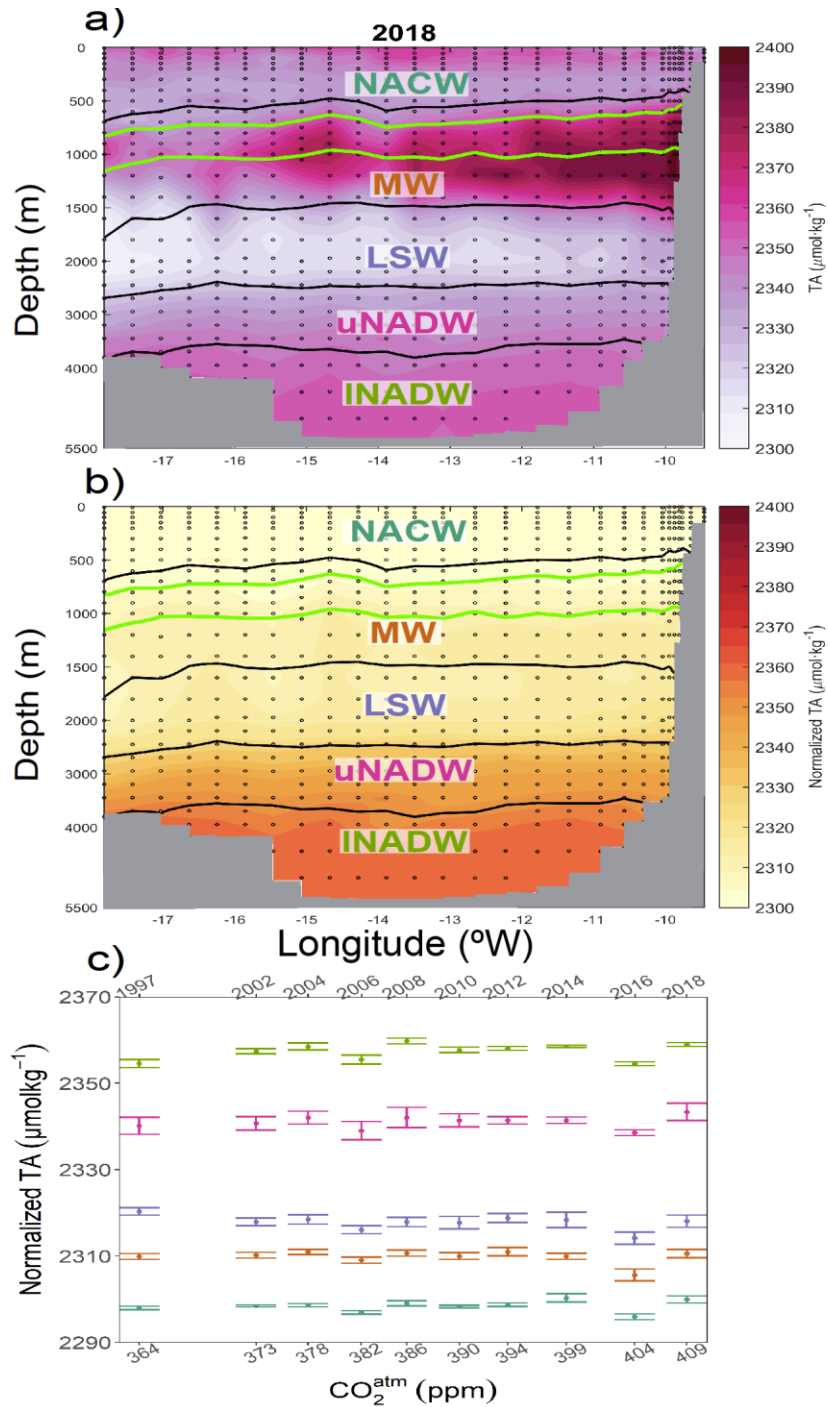 a)
2018
0
500
1000
1500
2000
3000
4000
5500
Depth (m)
NACW
MW
LSW
uNADW
lNADW
-17 -16 -15 -14 -13 -12 -11 -10
2400
2390
2380
2370
2360
2350
2340
2330
2320
2310
2300
TA (μmol·kg⁻¹)
b)
0
500
1000
1500
2000
3000
4000
5500
Depth (m)
NACW
MW
LSW
uNADW
lNADW
-17 -16 -15 -14 -13 -12 -11 -10
Longitude (ºW)
2400
2390
2380
2370
2360
2350
2340
2330
2320
2310
2300
Normalized TA (μmol·kg⁻¹)
c)
1997 2002 2004 2006 2008 2010 2012 2014 2016 2018
2370
2350
2330
2310
2290
Normalized TA (μmolkg⁻¹)
364 373 378 382 386 390 394 399 404 409
CO₂ᵃᵗᵐ (ppm)